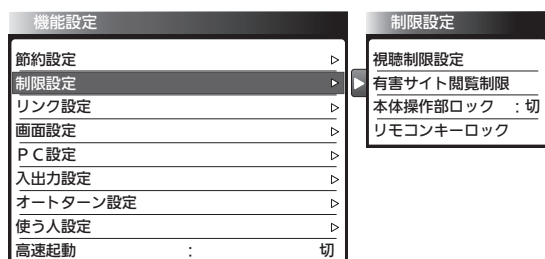 機能設定
節約設定
制限設定
リンク設定
画面設定
PC設定
入出力設定
オートターン設定
使う人設定
高速起動 : 切
制限設定
視聴制限設定
有害サイト閲覧制限
本体操作部ロック :切
リモコンキーロック